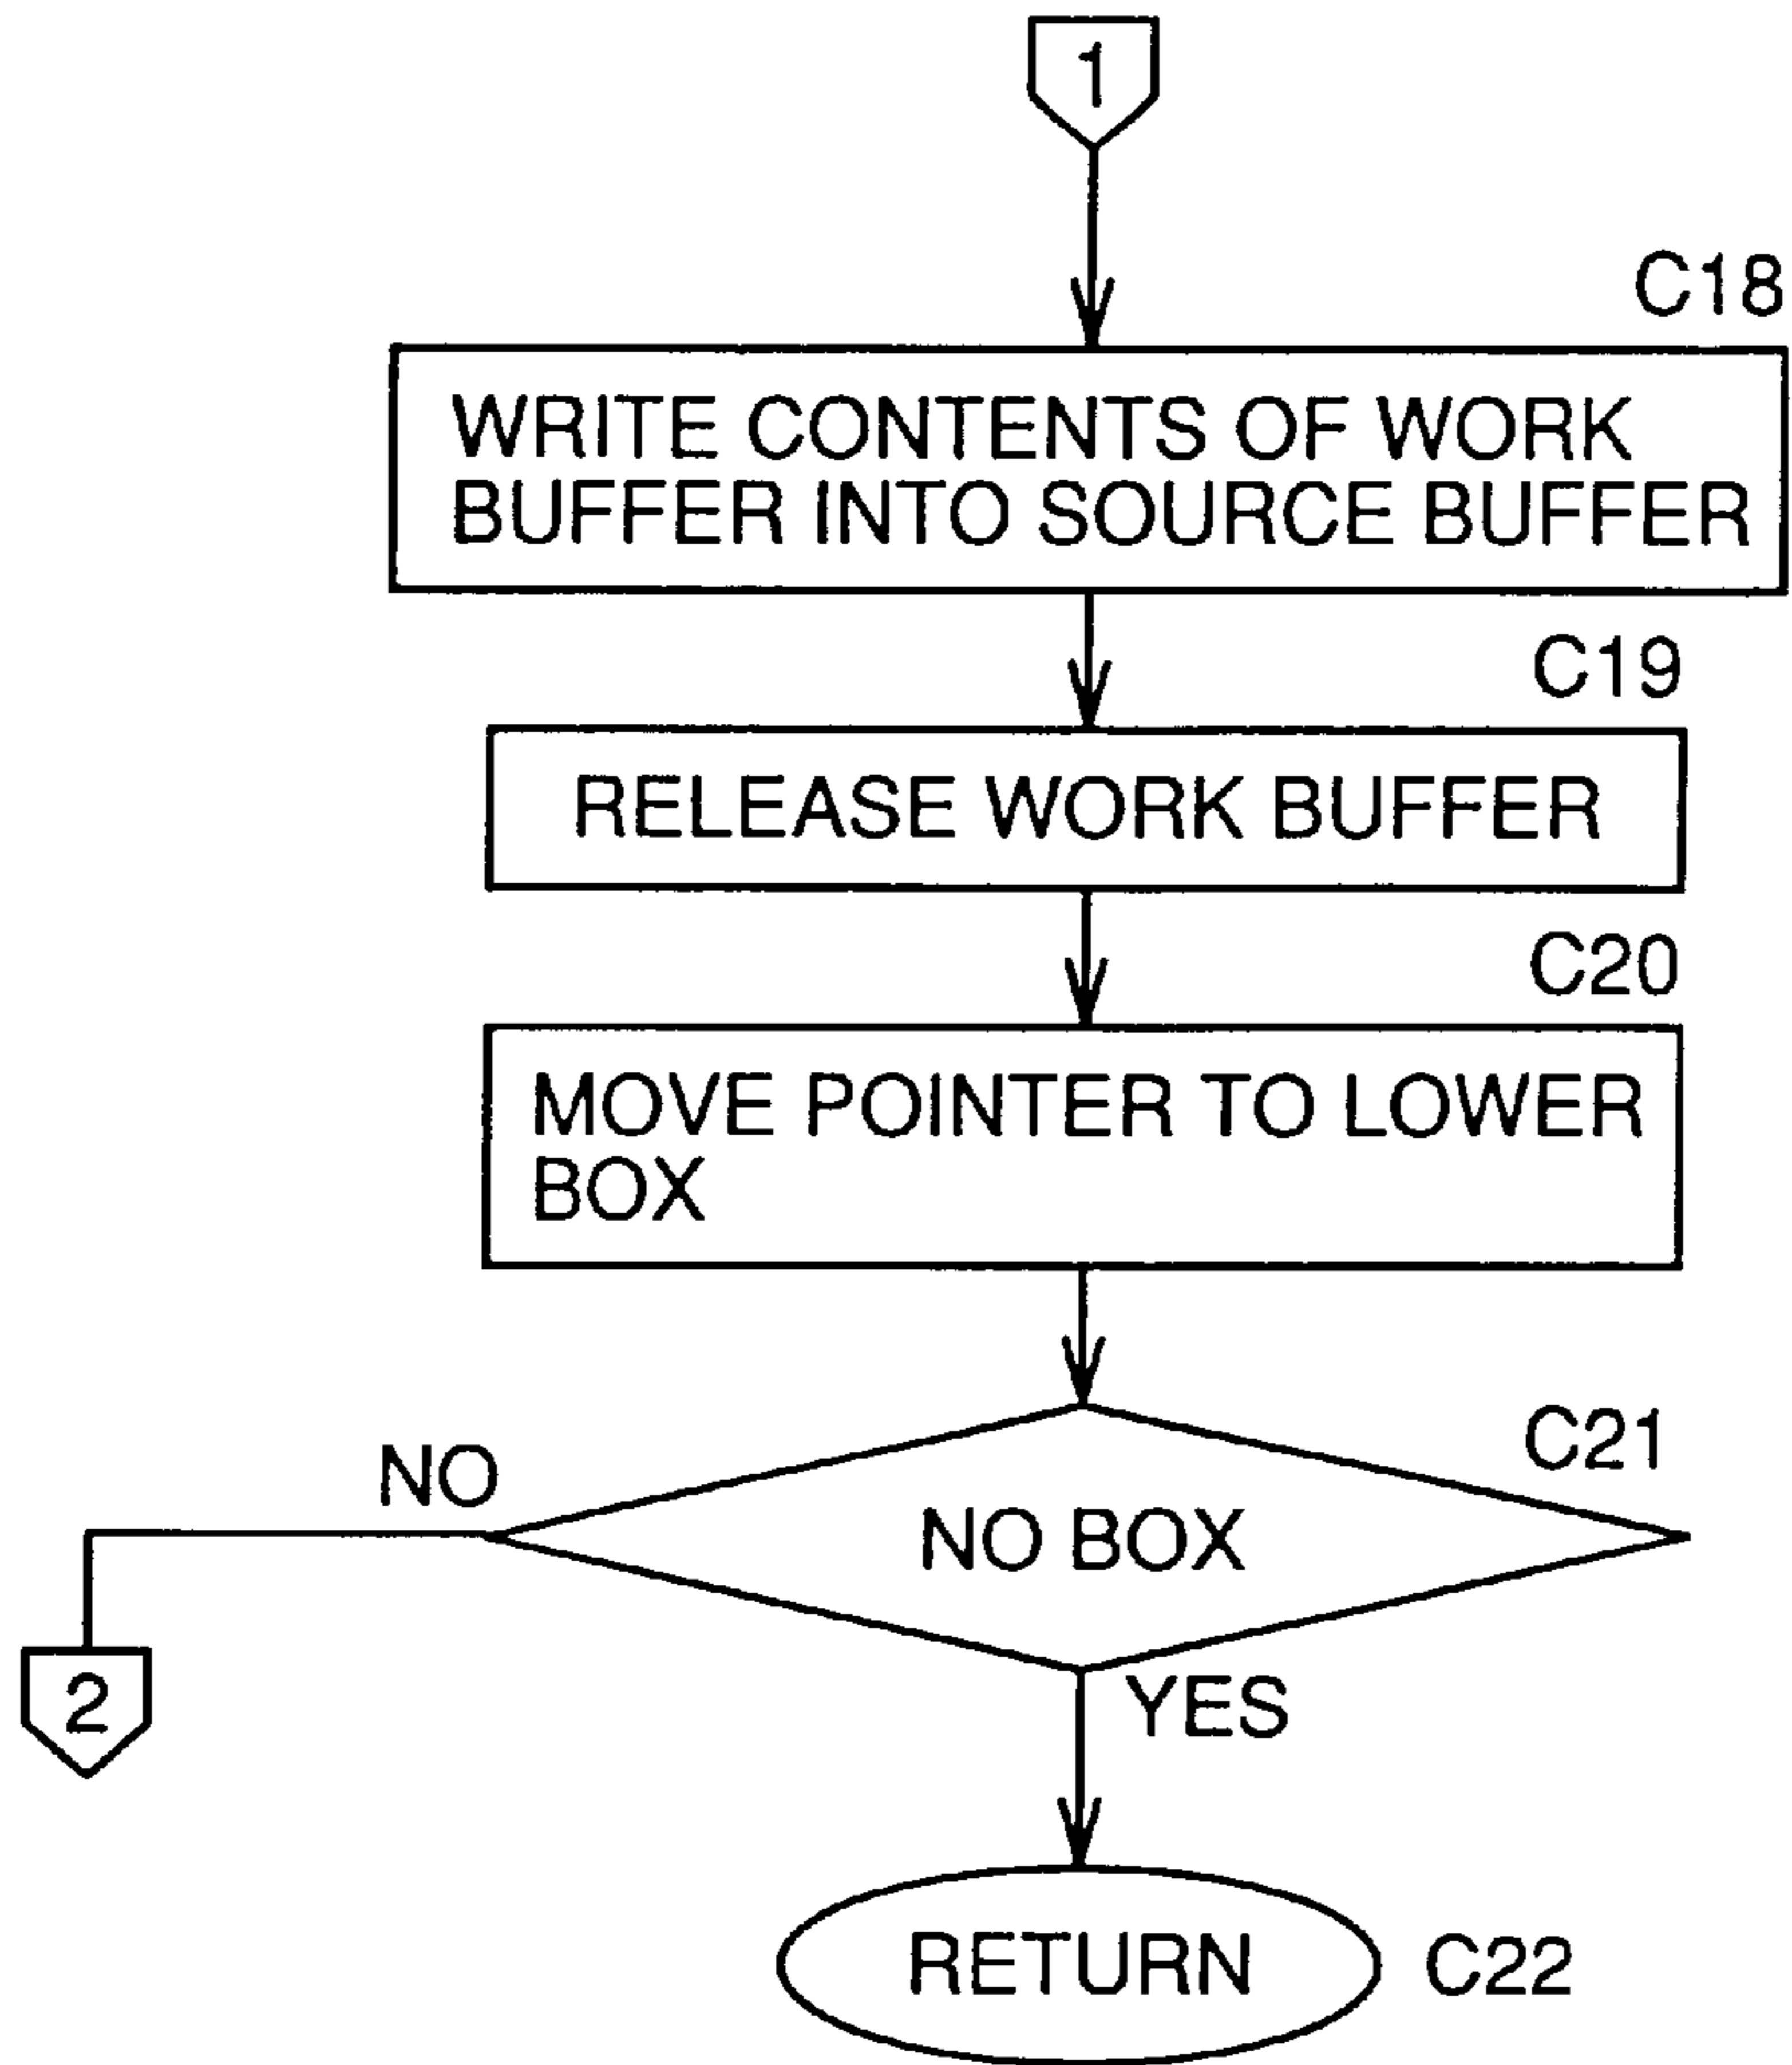 1
C18
WRITE CONTENTS OF WORK
BUFFER INTO SOURCE BUFFER
C19
RELEASE WORK BUFFER
C20
MOVE POINTER TO LOWER
BOX
C21
NO
NO BOX
2
YES
RETURN
C22